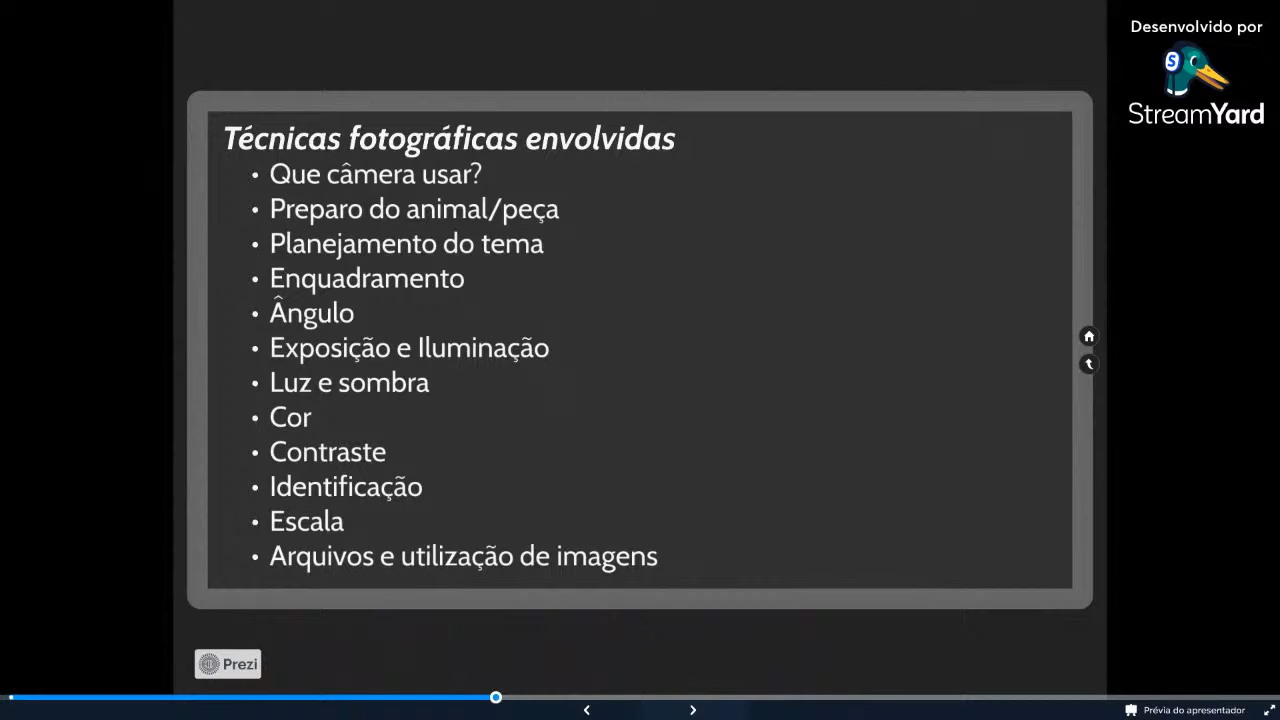 Desenvolvido por
StreamYard
Técnicas fotográficas envolvidas
• Que câmera usar?
• Preparo do animal/peça
• Planejamento do tema
• Enquadramento
• Ângulo
• Exposição e Iluminação
• Luz e sombra
• Cor
• Contraste
• Identificação
• Escala
• Arquivos e utilização de imagens
Prezi
Prévia do apresentador